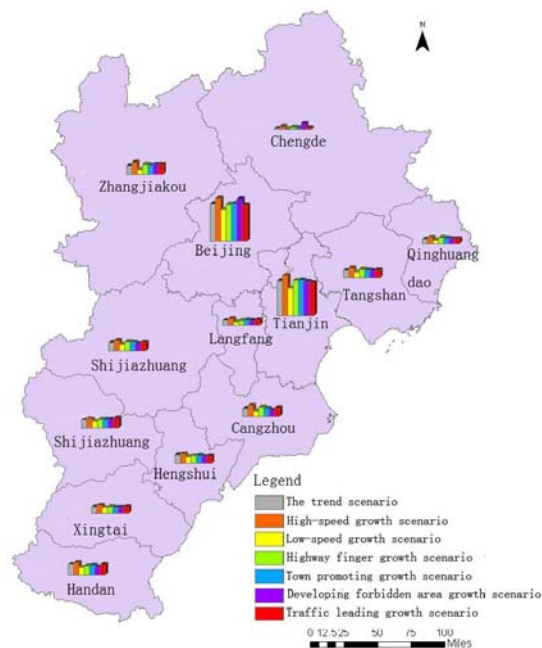 N
Chengde
Zhangjiakou
Beijing
Qinghuang
dao
Tangshan
Tianjin
Langfang
Shijiazhuang
Cangzhou
Shijiazhuang
Hengshui
Xingtai
Handan
Legend
The trend scenario
High-speed growth scenario
Low-speed growth scenario
Highway finger growth scenario
Town promoting growth scenario
Developing forbidden area growth scenario
Traffic leading growth scenario
0 12.525 50 75 100
Miles